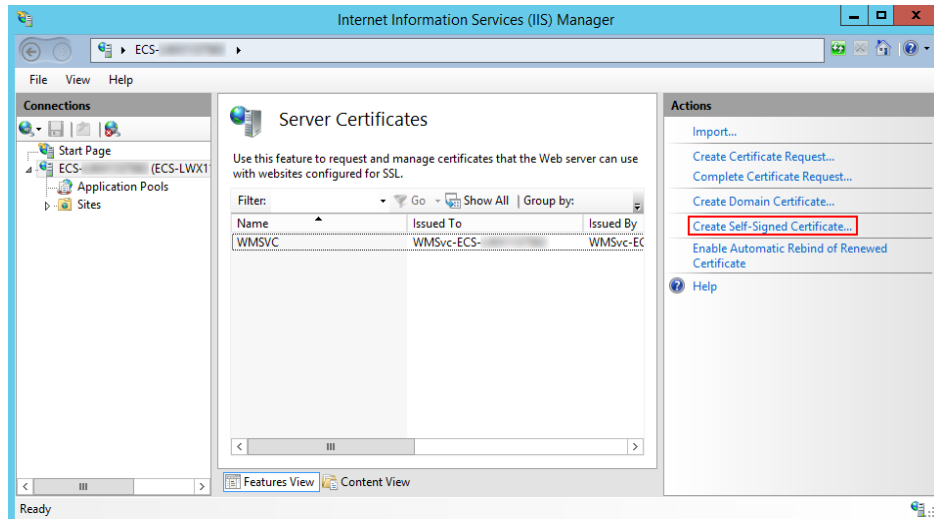 Internet Information Services (IIS) Manager
ECS-
File View Help
Connections
Start Page
ECS- (ECS-LWX1
Application Pools
Sites
Server Certificates
Use this feature to request and manage certificates that the Web server can use
with websites configured for SSL.
Filter: Go Show All Group by:
Name Issued To Issued By
WMSVC WMSvc-ECS- WMSvc-EC
Features View Content View
Actions
Import...
Create Certificate Request...
Complete Certificate Request...
Create Domain Certificate...
Create Self-Signed Certificate...
Enable Automatic Rebind of Renewed
Certificate
Help
Ready